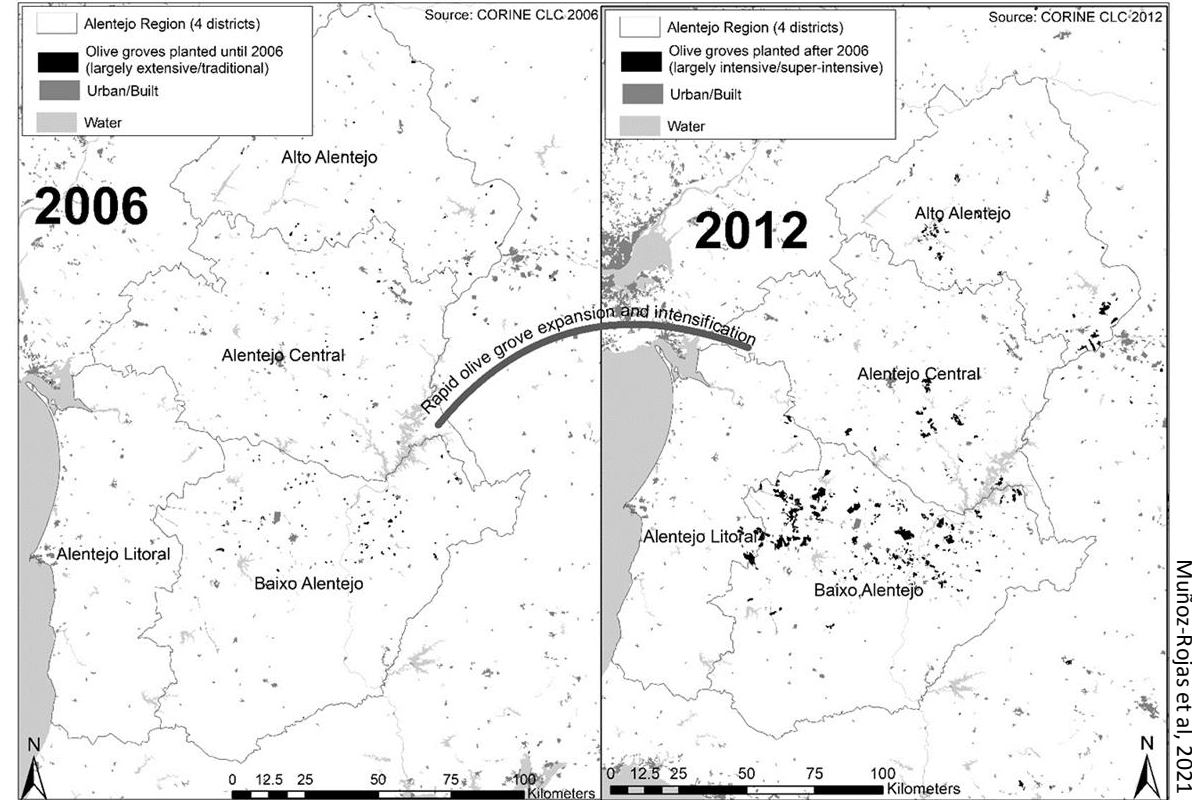 Source: CORINE CLC 2006
Alentejo Region (4 districts)
Olive groves planted until 2006
(largely extensive/traditional)
Urban/Built
Water
2006
Alto Alentejo
Alentejo Central
Alentejo Litoral
Baixo Alentejo
N
0 12.5 25 50 75 100
Kilometers
Rapid olive grove expansion and intensification
Source: CORINE CLC 2012
Alentejo Region (4 districts)
Olive groves planted after 2006
(largely intensive/super-intensive)
Urban/Built
Water
2012
Alto Alentejo
Alentejo Central
Alentejo Litoral
Baixo Alentejo
N
0 12.5 25 50 75 100
Kilometers
Muñoz-Rojas et al, 2021